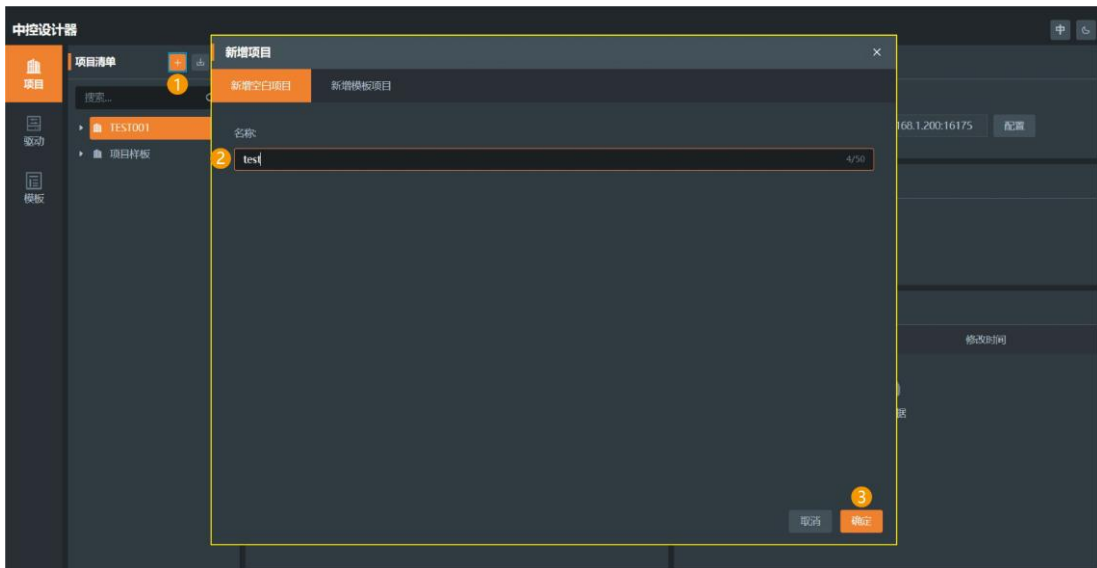 中控设计器
中
项目
驱动
模板
项目清单
+
1
搜索...
TEST001
项目样板
新增项目
×
新增空白项目
新增模板项目
名称:
2
test
4/50
取消
3
确定
168.1.200:16175
配置
修改时间
据